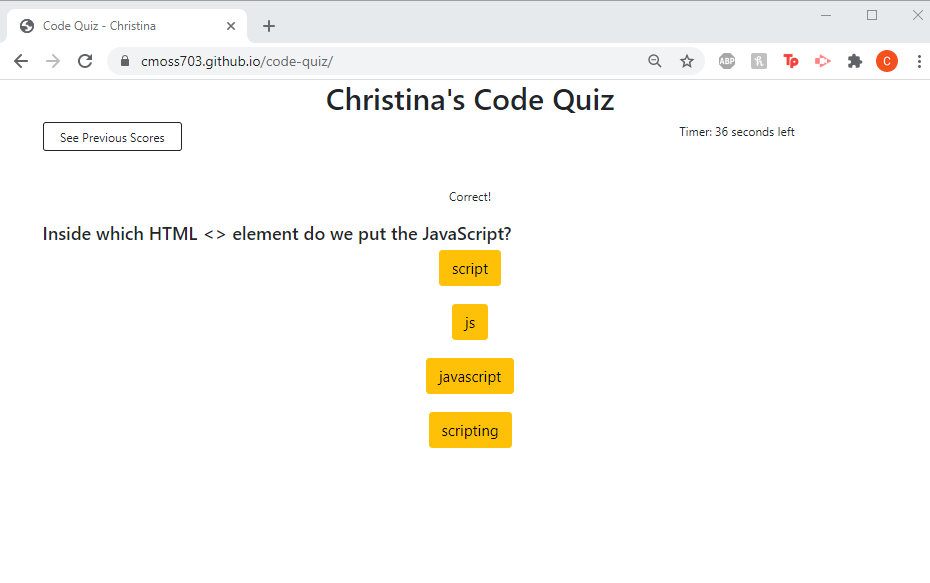 Code Quiz - Christina
cmoss703.github.io/code-quiz/
ABP
h
Tp
C
Christina's Code Quiz
See Previous Scores
Timer: 36 seconds left
Correct!
Inside which HTML <> element do we put the JavaScript?
script
js
javascript
scripting